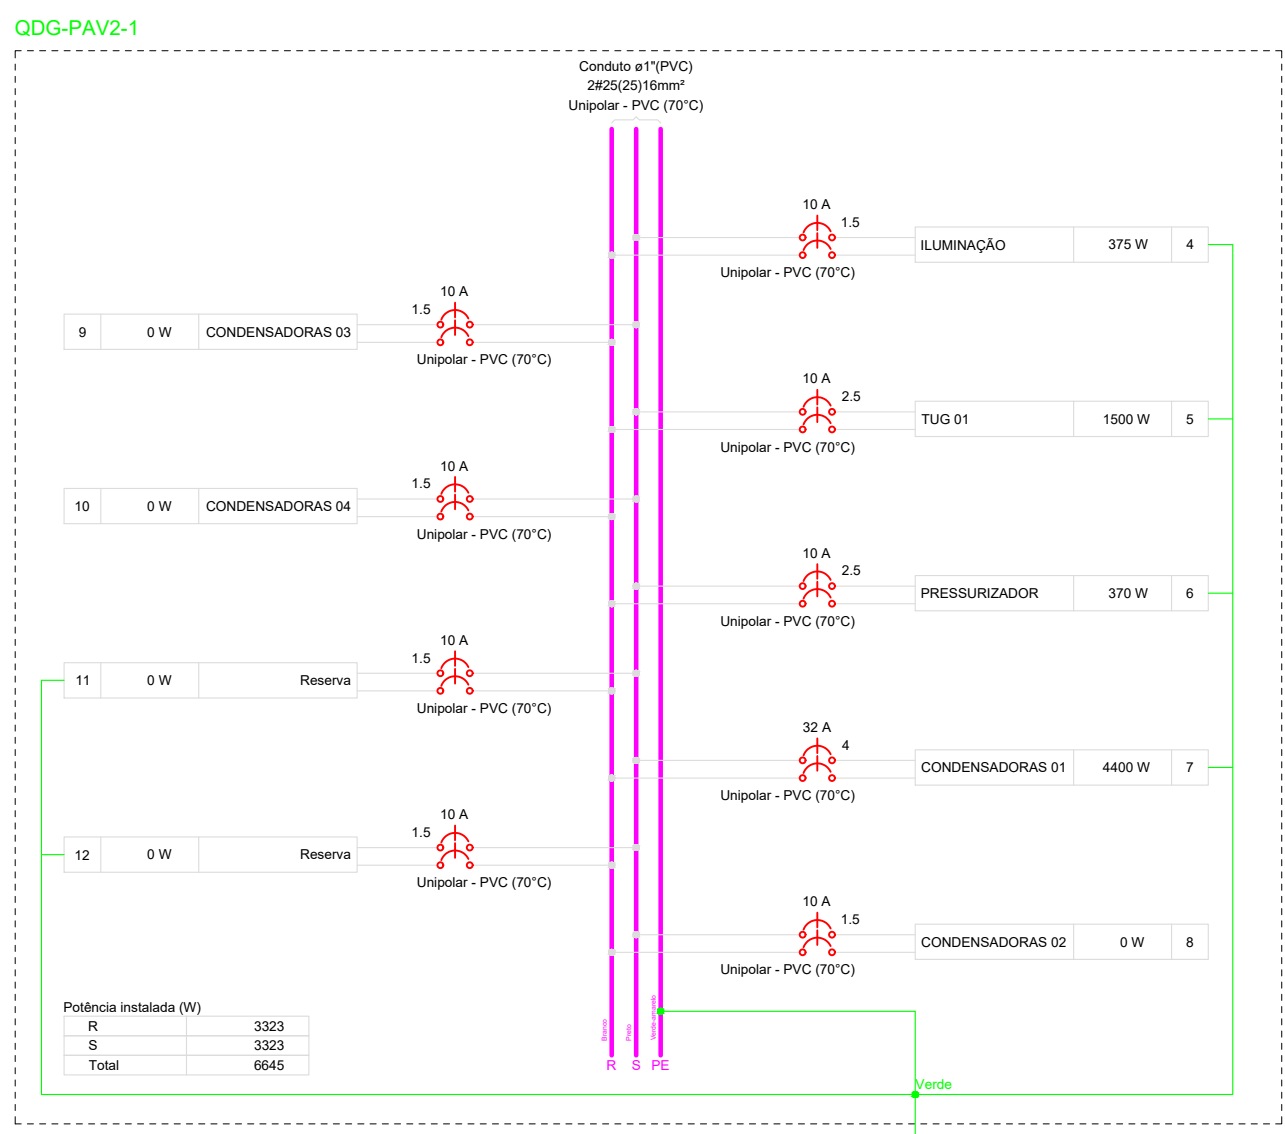 QDG-PAV2-1
Conduto ø1"(PVC)
2#25(25)16mm²
Unipolar - PVC (70°C)
10 A
1.5
ILUMINAÇÃO 375 W 4
Unipolar - PVC (70°C)
10 A
1.5
9 0 W CONDENSADORAS 03
Unipolar - PVC (70°C)
10 A
2.5
TUG 01 1500 W 5
Unipolar - PVC (70°C)
10 A
1.5
10 0 W CONDENSADORAS 04
Unipolar - PVC (70°C)
10 A
2.5
PRESSURIZADOR 370 W 6
Unipolar - PVC (70°C)
10 A
1.5
11 0 W Reserva
Unipolar - PVC (70°C)
32 A
4
CONDENSADORAS 01 4400 W 7
Unipolar - PVC (70°C)
10 A
1.5
12 0 W Reserva
Unipolar - PVC (70°C)
10 A
1.5
CONDENSADORAS 02 0 W 8
Unipolar - PVC (70°C)
Potência instalada (W)
R 3323
S 3323
Total 6645
Branco
Preto
Verde-amarelo
R S PE
Verde